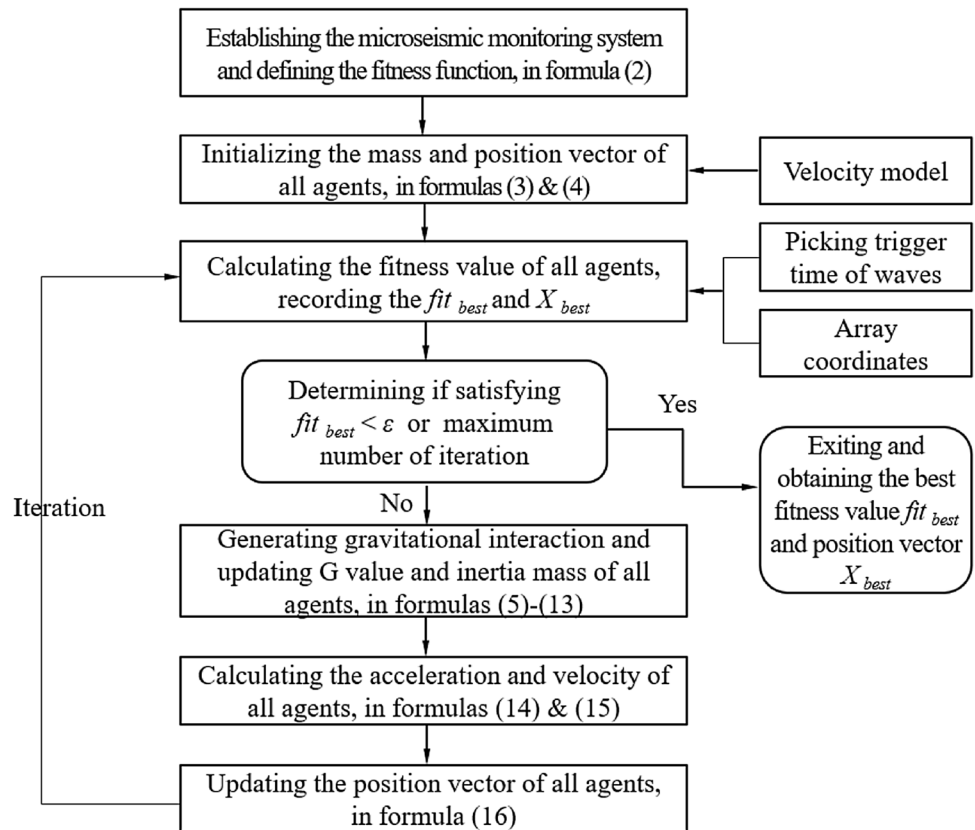 Establishing the microseismic monitoring system
and defining the fitness function, in formula (2)
Initializing the mass and position vector of
all agents, in formulas (3) & (4)
Velocity model
Calculating the fitness value of all agents,
recording the fit best and X best
Picking trigger
time of waves
Array
coordinates
Determining if satisfying
fit best < ε or maximum
number of iteration
Yes
Exiting and
obtaining the best
fitness value fit best
and position vector
X best
No
Iteration
Generating gravitational interaction and
updating G value and inertia mass of all
agents, in formulas (5)-(13)
Calculating the acceleration and velocity of
all agents, in formulas (14) & (15)
Updating the position vector of all agents,
in formula (16)